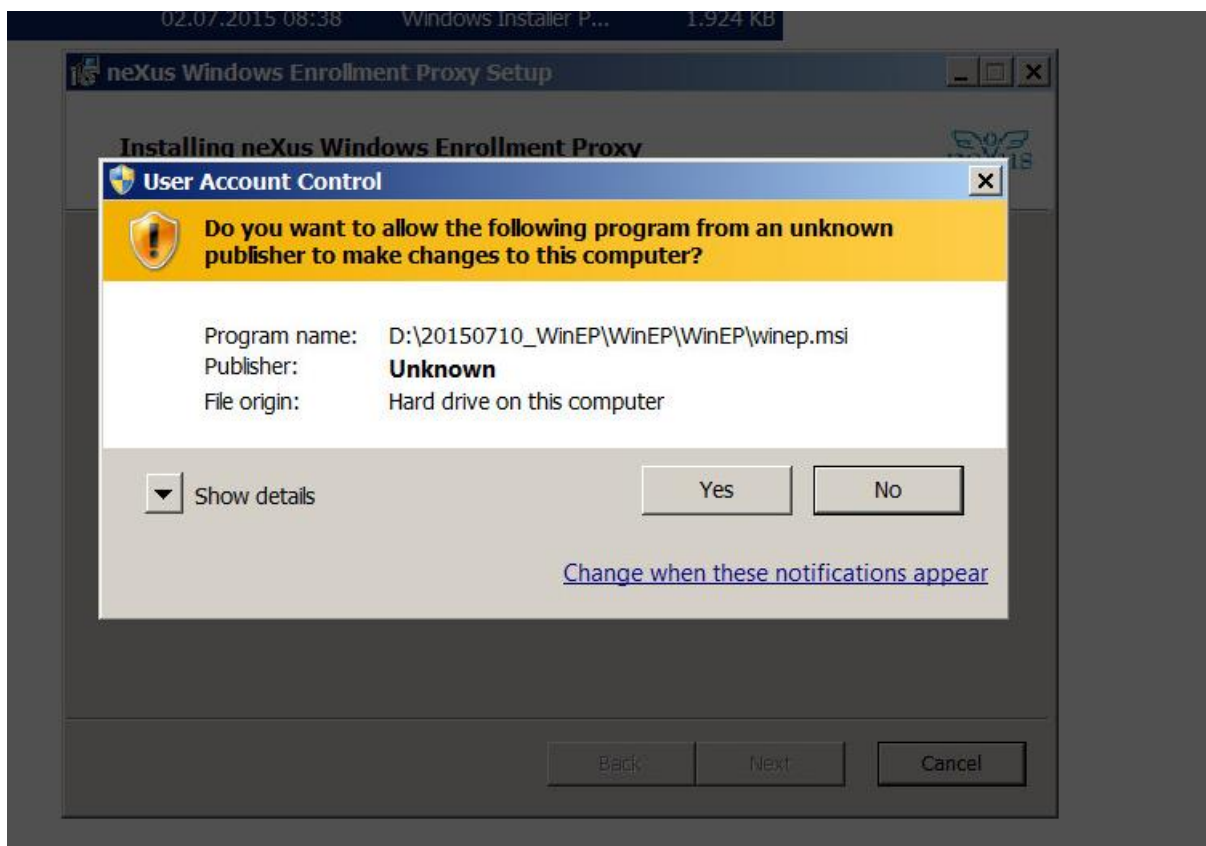 02.07.2015 08:38 Windows Installer P... 1.924 KB
neXus Windows Enrollment Proxy Setup
Installing neXus Windows Enrollment Proxy
User Account Control
Do you want to allow the following program from an unknown
publisher to make changes to this computer?
Program name: D:\20150710_WinEP\WinEP\WinEP\winep.msi
Publisher: Unknown
File origin: Hard drive on this computer
Show details
Yes No
Change when these notifications appear
Back Next Cancel